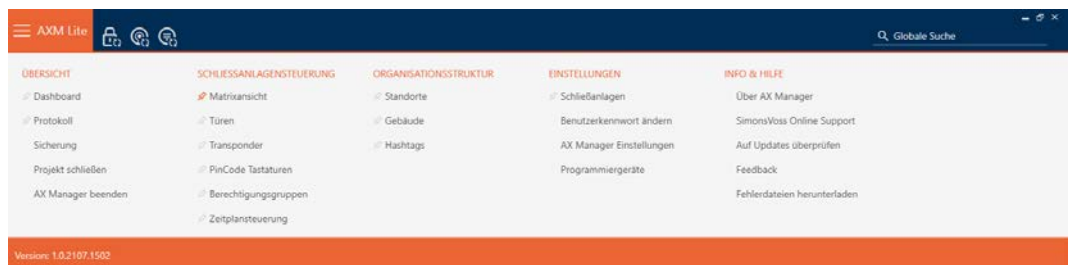 AXM Lite
Globale Suche
ÜBERSICHT
Dashboard
Protokoll
Sicherung
Projekt schließen
AX Manager beenden
SCHLIESSANLAGENSTEUERUNG
Matrixansicht
Türen
Transponder
PinCode Tastaturen
Berechtigungsgruppen
Zeitplansteuerung
ORGANISATIONSSTRUKTUR
Standorte
Gebäude
Hashtags
EINSTELLUNGEN
Schließanlagen
Benutzerkennwort ändern
AX Manager Einstellungen
Programmiergeräte
INFO & HILFE
Über AX Manager
SimonsVoss Online Support
Auf Updates überprüfen
Feedback
Fehlerdateien herunterladen
Version: 1.0.2107.1502